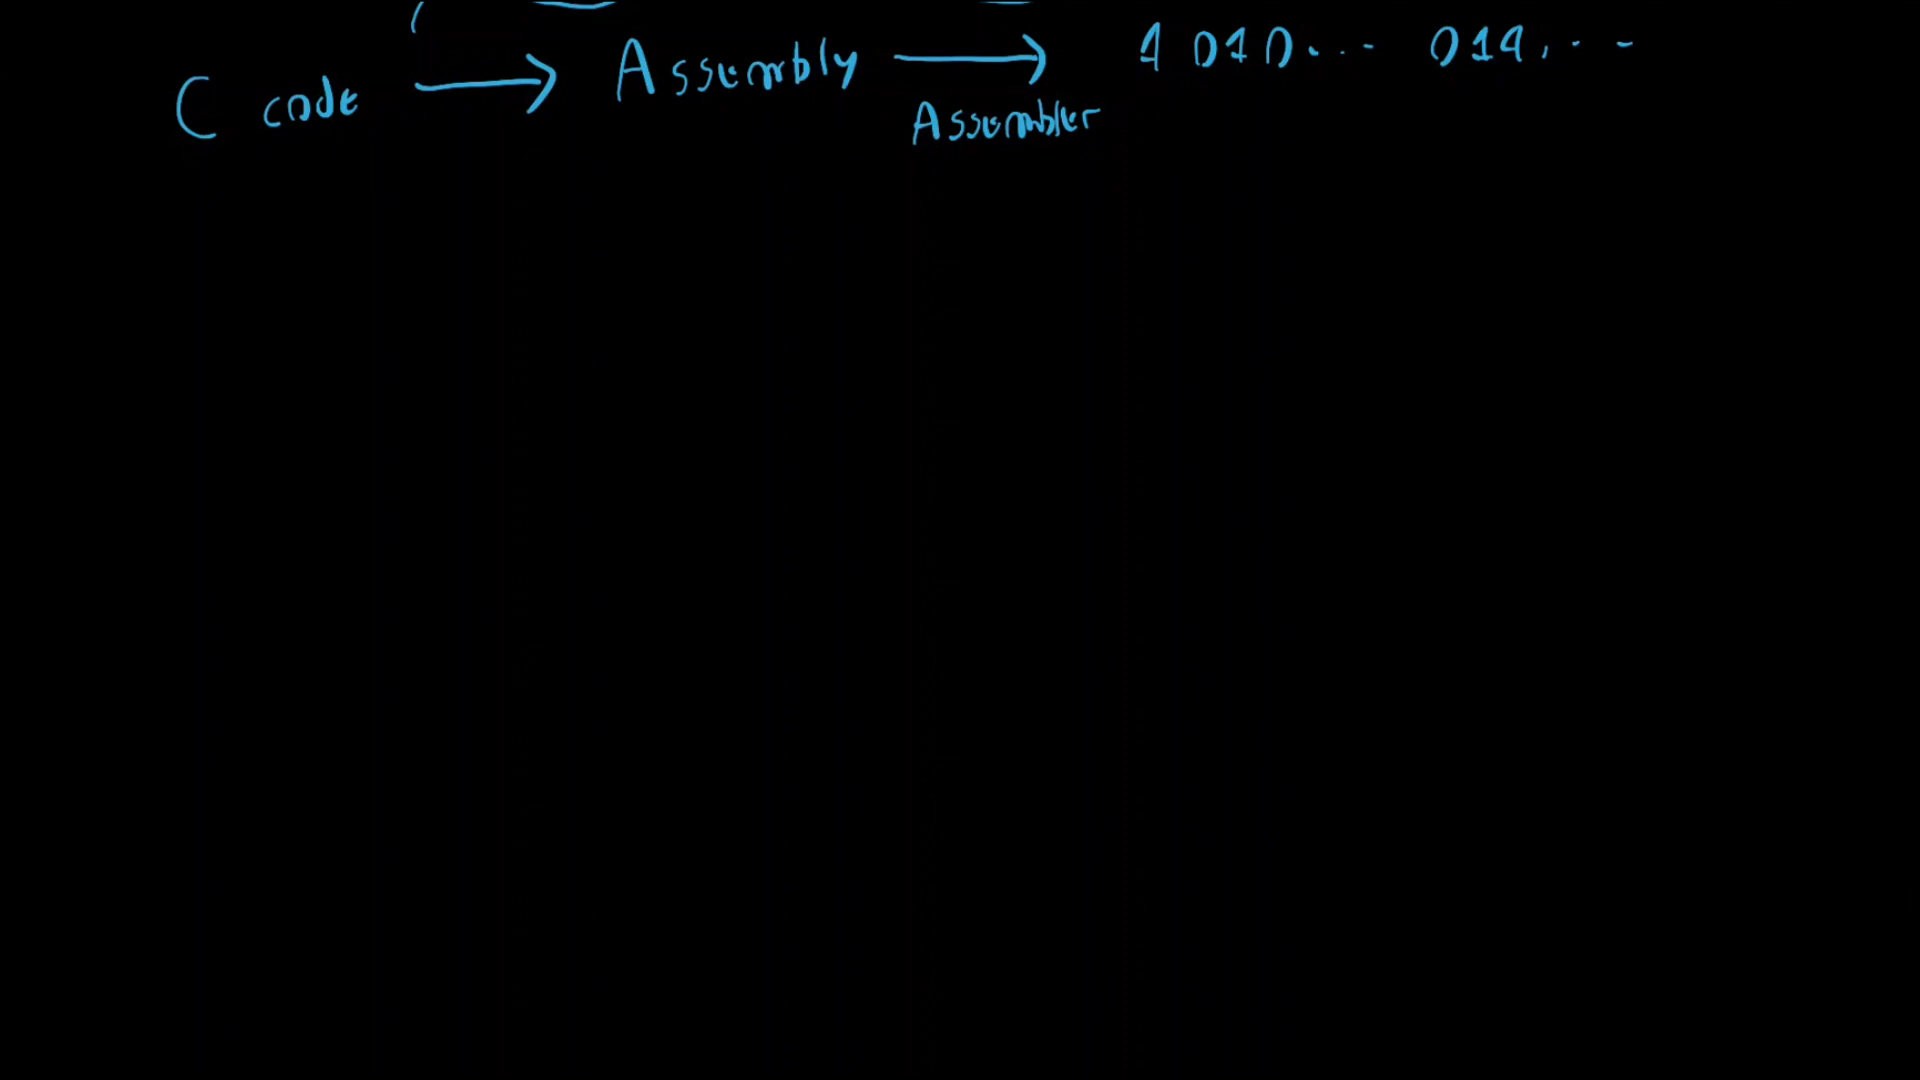 C code → Assembly → 1010... 011...
Assembler